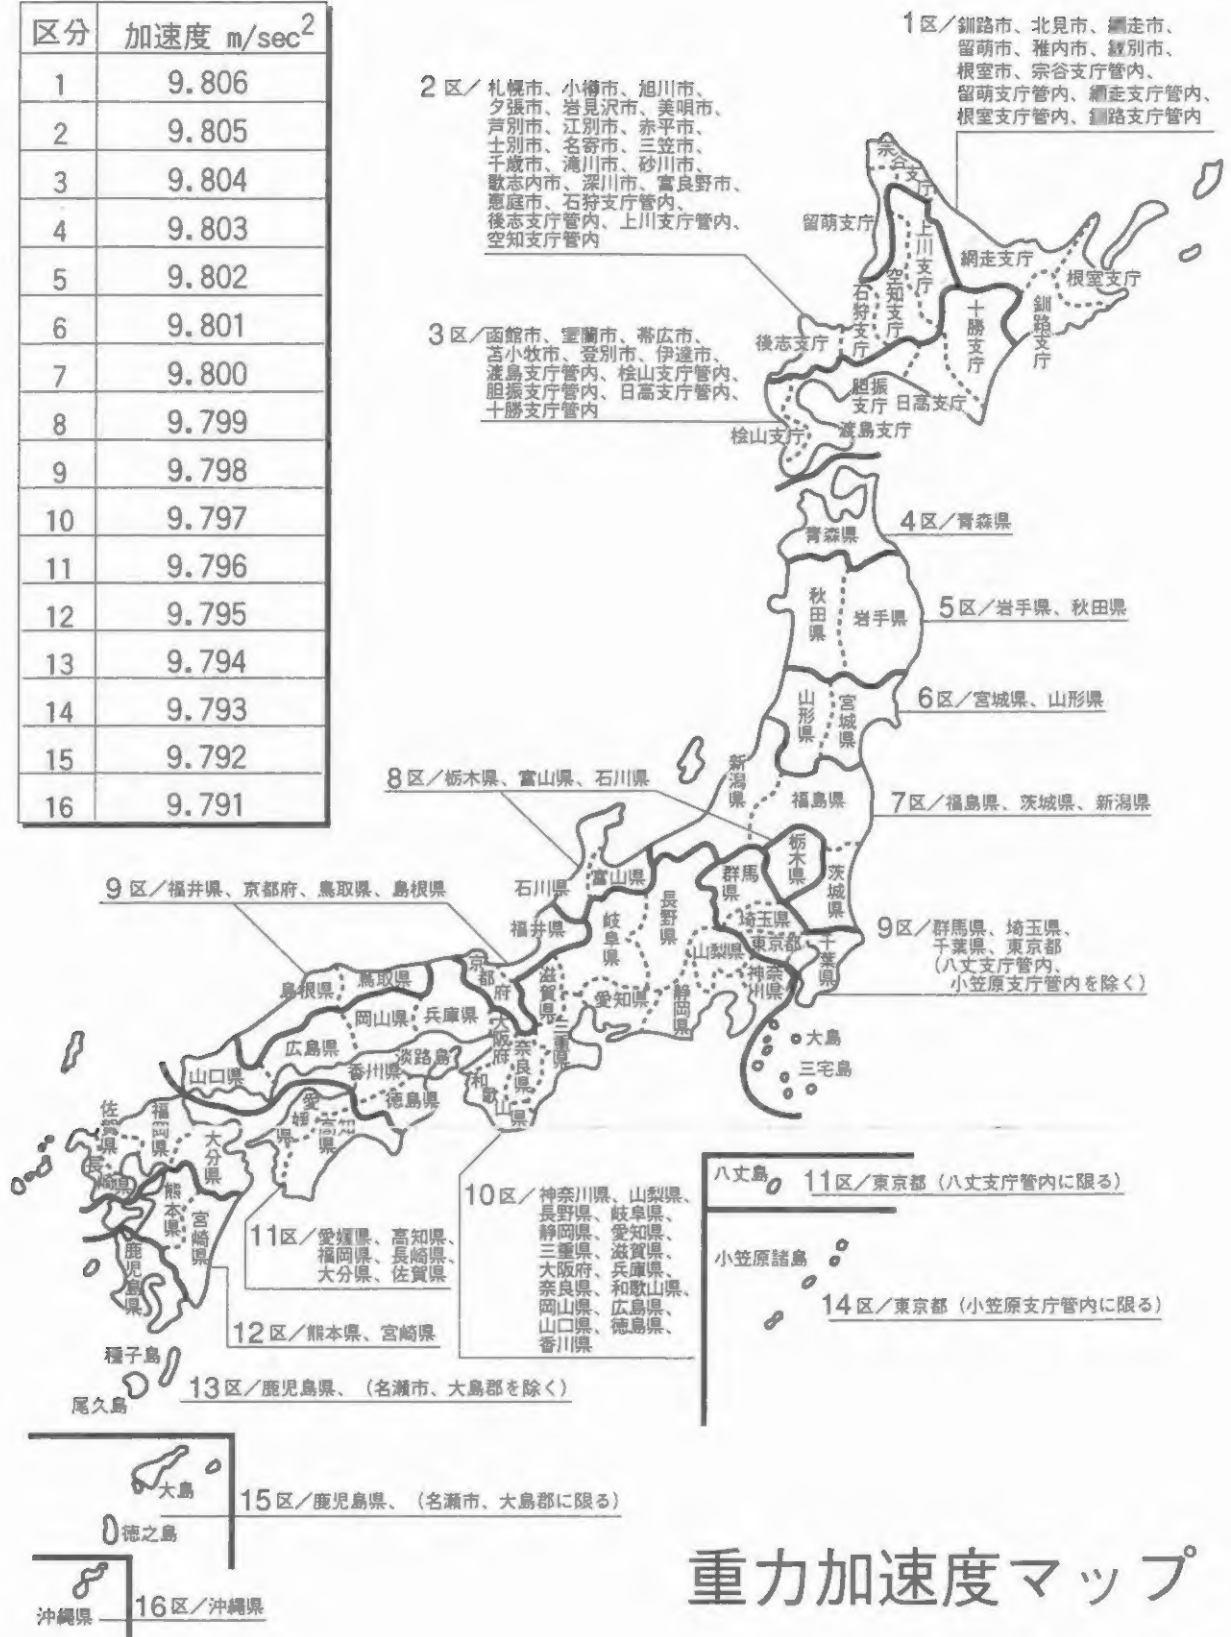 区分 加速度 m/sec2
1 9.806
2 9.805
3 9.804
4 9.803
5 9.802
6 9.801
7 9.800
8 9.799
9 9.798
10 9.797
11 9.796
12 9.795
13 9.794
14 9.793
15 9.792
16 9.791
1区／釧路市、北見市、網走市、
留萌市、稚内市、紋別市、
根室市、宗谷支庁管内、
留萌支庁管内、網走支庁管内、
根室支庁管内、釧路支庁管内
2区／札幌市、小樽市、旭川市、
夕張市、岩見沢市、美唄市、
芦別市、江別市、赤平市、
士別市、名寄市、三笠市、
千歳市、滝川市、砂川市、
歌志内市、深川市、富良野市、
恵庭市、石狩支庁管内、
後志支庁管内、上川支庁管内、
空知支庁管内
3区／函館市、室蘭市、帯広市、
苫小牧市、登別市、伊達市、
渡島支庁管内、桧山支庁管内、
胆振支庁管内、日高支庁管内、
十勝支庁管内
宗谷支庁
留萌支庁
上川支庁
網走支庁
根室支庁
空知支庁
石狩支庁
十勝支庁
釧路支庁
後志支庁
胆振
支庁
日高支庁
桧山支庁
渡島支庁
青森県
4区／青森県
秋田県
岩手県
5区／岩手県、秋田県
山形県
宮城県
6区／宮城県、山形県
新潟県
福島県
7区／福島県、茨城県、新潟県
8区／栃木県、富山県、石川県
栃木県
茨城県
群馬県
石川県
富山県
長野県
埼玉県
9区／福井県、京都府、鳥取県、島根県
福井県
岐阜県
山梨県
東京都
千葉県
神奈川県
9区／群馬県、埼玉県、
千葉県、東京都
（八丈支庁管内、
小笠原支庁管内を除く）
京都府
滋賀県
愛知県
静岡県
島根県
鳥取県
岡山県
兵庫県
大阪府
三重県
奈良県
広島県
淡路島
大島
三宅島
山口県
香川県
徳島県
和歌山県
愛媛県
高知県
佐賀県
福岡県
大分県
長崎県
熊本県
宮崎県
鹿児島県
10区／神奈川県、山梨県、
長野県、岐阜県、
静岡県、愛知県、
三重県、滋賀県、
大阪府、兵庫県、
奈良県、和歌山県、
岡山県、広島県、
山口県、徳島県、
香川県
八丈島
11区／東京都（八丈支庁管内に限る）
11区／愛媛県、高知県、
福岡県、長崎県、
大分県、佐賀県
小笠原諸島
14区／東京都（小笠原支庁管内に限る）
12区／熊本県、宮崎県
種子島
尾久島
13区／鹿児島県、（名瀬市、大島郡を除く）
大島
徳之島
15区／鹿児島県、（名瀬市、大島郡に限る）
沖縄県
16区／沖縄県
重力加速度マップ